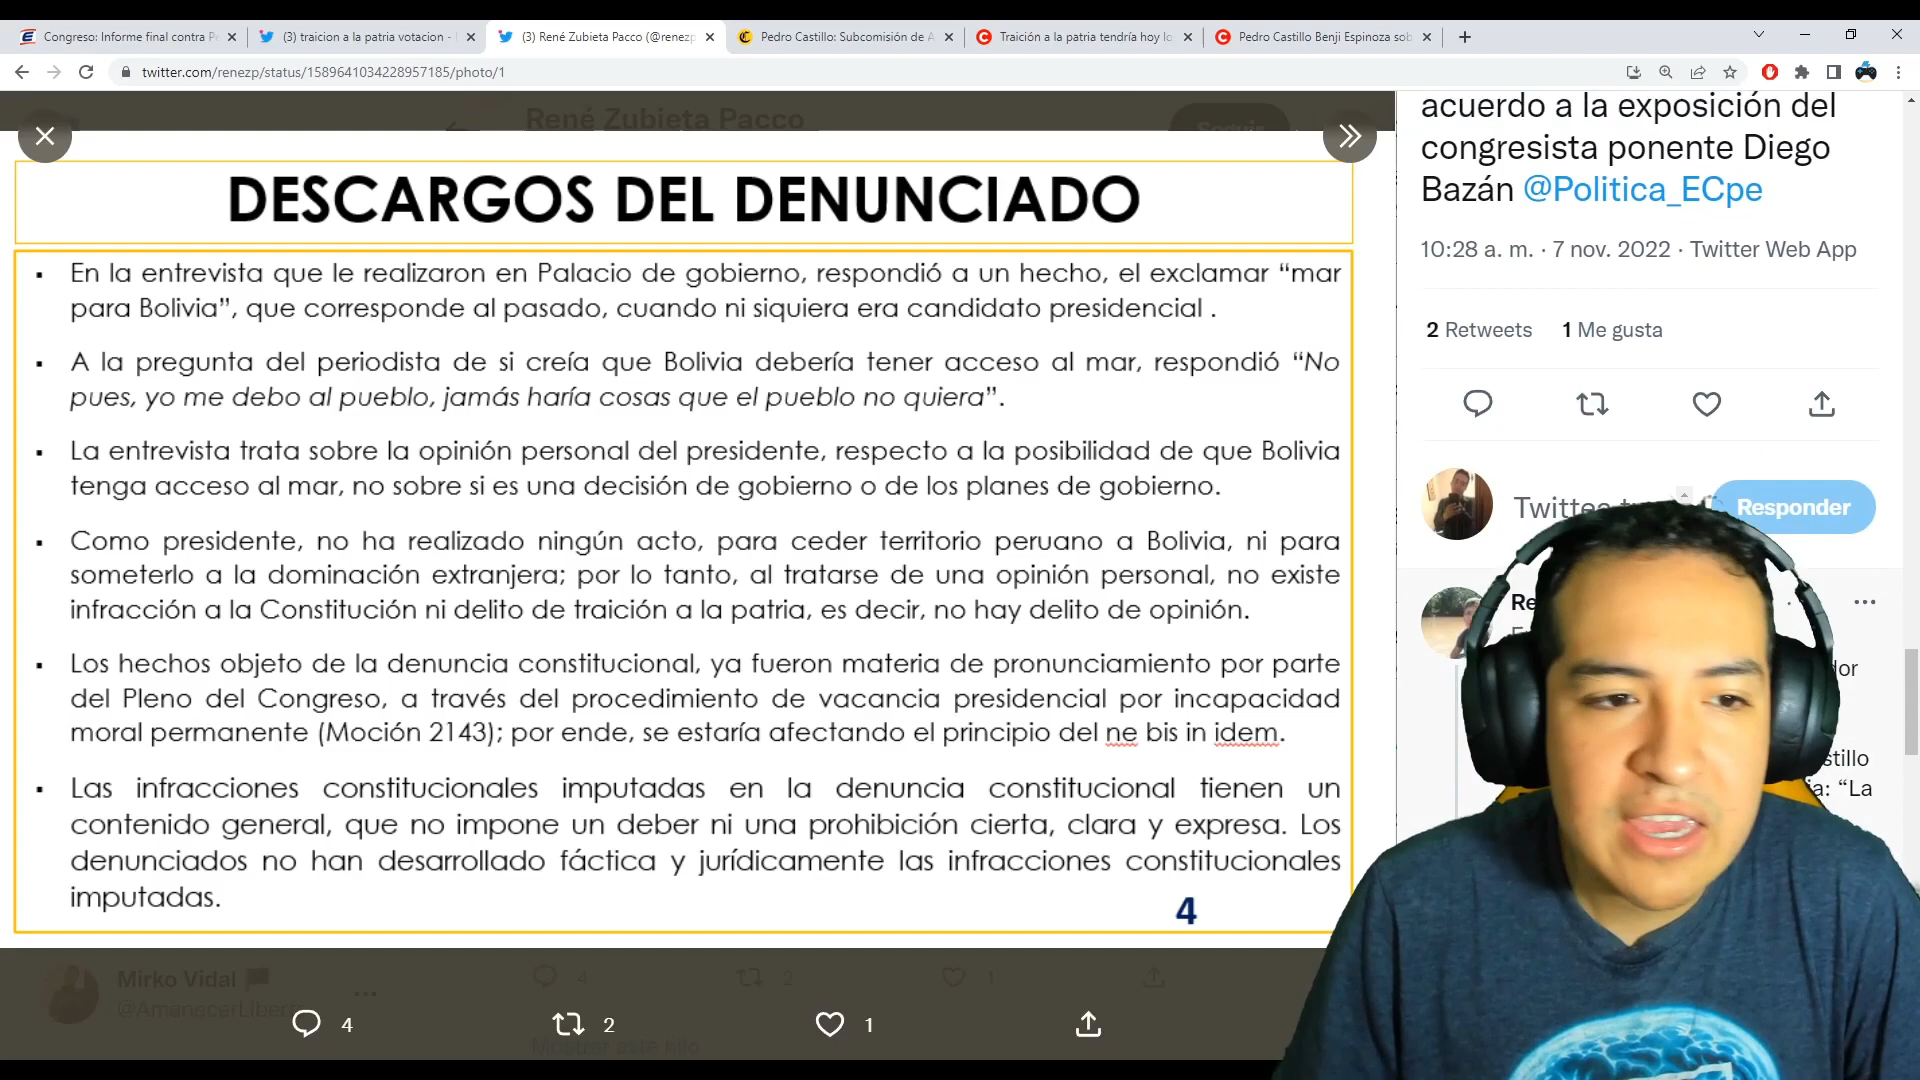 Congreso: Informe final contra Pe
(3) traicion a la patria votacion -
(3) René Zubieta Pacco (@renezp
Pedro Castillo: Subcomisión de A
Traición a la patria tendría hoy lo
Pedro Castillo Benji Espinoza sob
twitter.com/renezp/status/1589641034228957185/photo/1
René Zubieta Pacco
DESCARGOS DEL DENUNCIADO
▪ En la entrevista que le realizaron en Palacio de gobierno, respondió a un hecho, el exclamar “mar
para Bolivia”, que corresponde al pasado, cuando ni siquiera era candidato presidencial .
▪ A la pregunta del periodista de si creía que Bolivia debería tener acceso al mar, respondió “No
pues, yo me debo al pueblo, jamás haría cosas que el pueblo no quiera”.
▪ La entrevista trata sobre la opinión personal del presidente, respecto a la posibilidad de que Bolivia
tenga acceso al mar, no sobre si es una decisión de gobierno o de los planes de gobierno.
▪ Como presidente, no ha realizado ningún acto, para ceder territorio peruano a Bolivia, ni para
someterlo a la dominación extranjera; por lo tanto, al tratarse de una opinión personal, no existe
infracción a la Constitución ni delito de traición a la patria, es decir, no hay delito de opinión.
▪ Los hechos objeto de la denuncia constitucional, ya fueron materia de pronunciamiento por parte
del Pleno del Congreso, a través del procedimiento de vacancia presidencial por incapacidad
moral permanente (Moción 2143); por ende, se estaría afectando el principio del ne bis in idem.
▪ Las infracciones constitucionales imputadas en la denuncia constitucional tienen un
contenido general, que no impone un deber ni una prohibición cierta, clara y expresa. Los
denunciados no han desarrollado fáctica y jurídicamente las infracciones constitucionales
imputadas.
4
Mirko Vidal
4 2 1
Mostrar este hilo
4 2 1
acuerdo a la exposición del
congresista ponente Diego
Bazán @Politica_ECpe
10:28 a. m. · 7 nov. 2022 · Twitter Web App
2 Retweets 1 Me gusta
Responder
Re
stillo
ia: “La